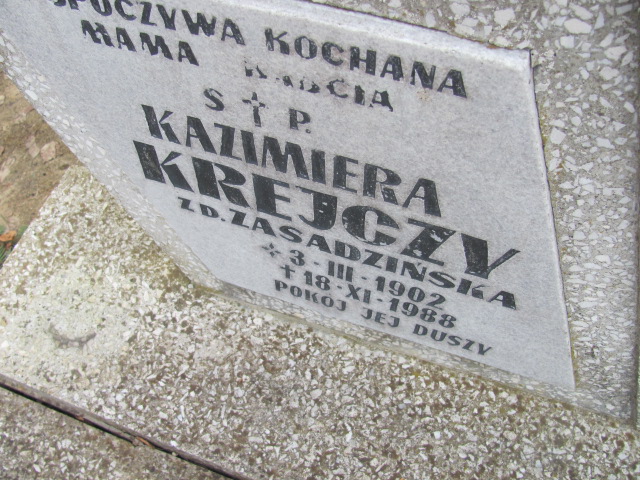 SPOCZYWA KOCHANA
MAMA BABCIA
Ś † P.
KAZIMIERA
KREJCZY
ZD. ZASADZIŃSKA
* 3-III-1902
† 18-XI-1988
POKÓJ JEJ DUSZY